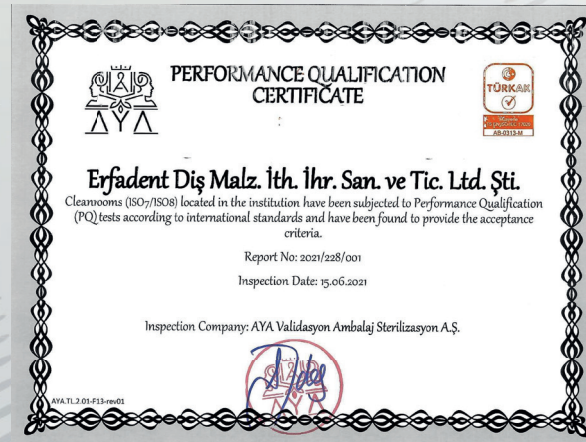 PERFORMANCE QUALIFICATION
CERTIFICATE
AYA
TÜRKAK
AB-0313-M
Erfadent Diş Malz. İth. İhr. San. ve Tic. Ltd. Şti.
Cleanrooms (ISO7/ISO8) located in the institution have been subjected to Performance Qualification
(PQ) tests according to international standards and have been found to provide the acceptance
criteria.
Report No: 2021/228/001
Inspection Date: 15.06.2021
Inspection Company: AYA Validasyon Ambalaj Sterilizasyon A.Ş.
AYA.TL.2.01-F13-rev01